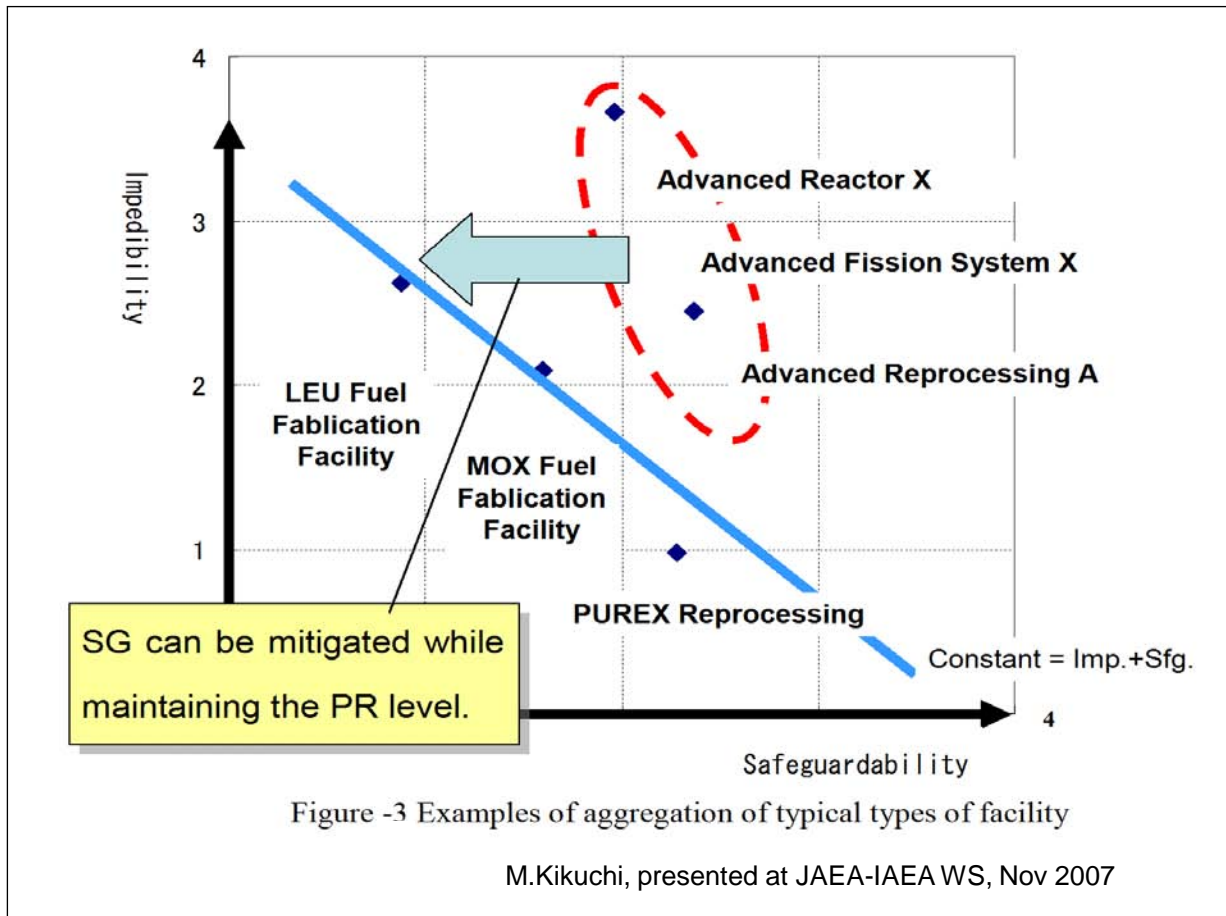 4
3
2
1
Impedibility
Advanced Reactor X
Advanced Fission System X
Advanced Reprocessing A
LEU Fuel
Fablication
Facility
MOX Fuel
Fablication
Facility
PUREX Reprocessing
Constant = Imp.+Sfg.
SG can be mitigated while
maintaining the PR level.
4
Safeguardability
Figure -3 Examples of aggregation of typical types of facility
M.Kikuchi, presented at JAEA-IAEA WS, Nov 2007